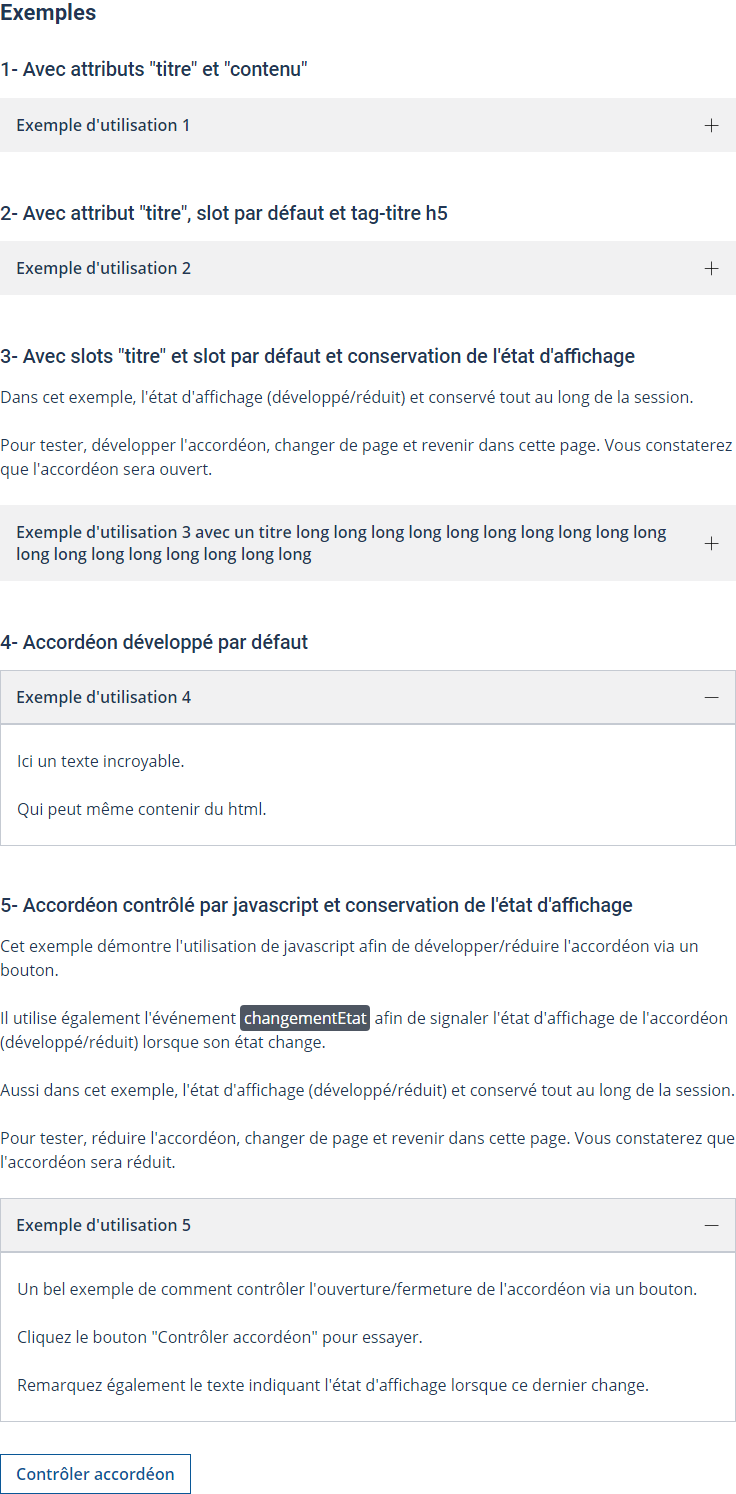 Exemples
1- Avec attributs "titre" et "contenu"
Exemple d'utilisation 1
2- Avec attribut "titre", slot par défaut et tag-titre h5
Exemple d'utilisation 2
3- Avec slots "titre" et slot par défaut et conservation de l'état d'affichage
Dans cet exemple, l'état d'affichage (développé/réduit) et conservé tout au long de la session.
Pour tester, développer l'accordéon, changer de page et revenir dans cette page. Vous constaterez
que l'accordéon sera ouvert.
Exemple d'utilisation 3 avec un titre long long long long long long long long long long
long long long long long long long long
4- Accordéon développé par défaut
Exemple d'utilisation 4
Ici un texte incroyable.
Qui peut même contenir du html.
5- Accordéon contrôlé par javascript et conservation de l'état d'affichage
Cet exemple démontre l'utilisation de javascript afin de développer/réduire l'accordéon via un
bouton.
Il utilise également l'événement changementEtat afin de signaler l'état d'affichage de l'accordéon
(développé/réduit) lorsque son état change.
Aussi dans cet exemple, l'état d'affichage (développé/réduit) et conservé tout au long de la session.
Pour tester, réduire l'accordéon, changer de page et revenir dans cette page. Vous constaterez que
l'accordéon sera réduit.
Exemple d'utilisation 5
Un bel exemple de comment contrôler l'ouverture/fermeture de l'accordéon via un bouton.
Cliquez le bouton "Contrôler accordéon" pour essayer.
Remarquez également le texte indiquant l'état d'affichage lorsque ce dernier change.
Contrôler accordéon